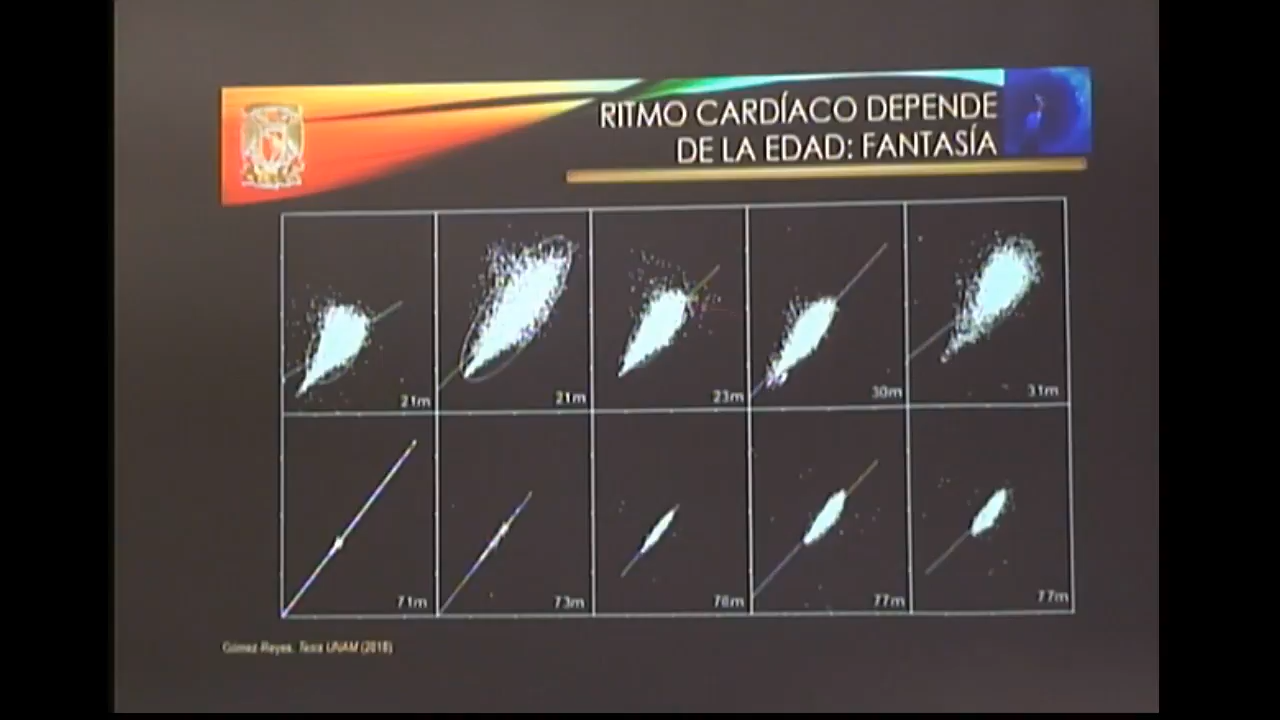 RITMO CARDÍACO DEPENDE
DE LA EDAD: FANTASÍA
21m
21m
23m
30m
31m
71m
73m
76m
77m
77m
Gómez-Reyes, Tesis UNAM (2018)